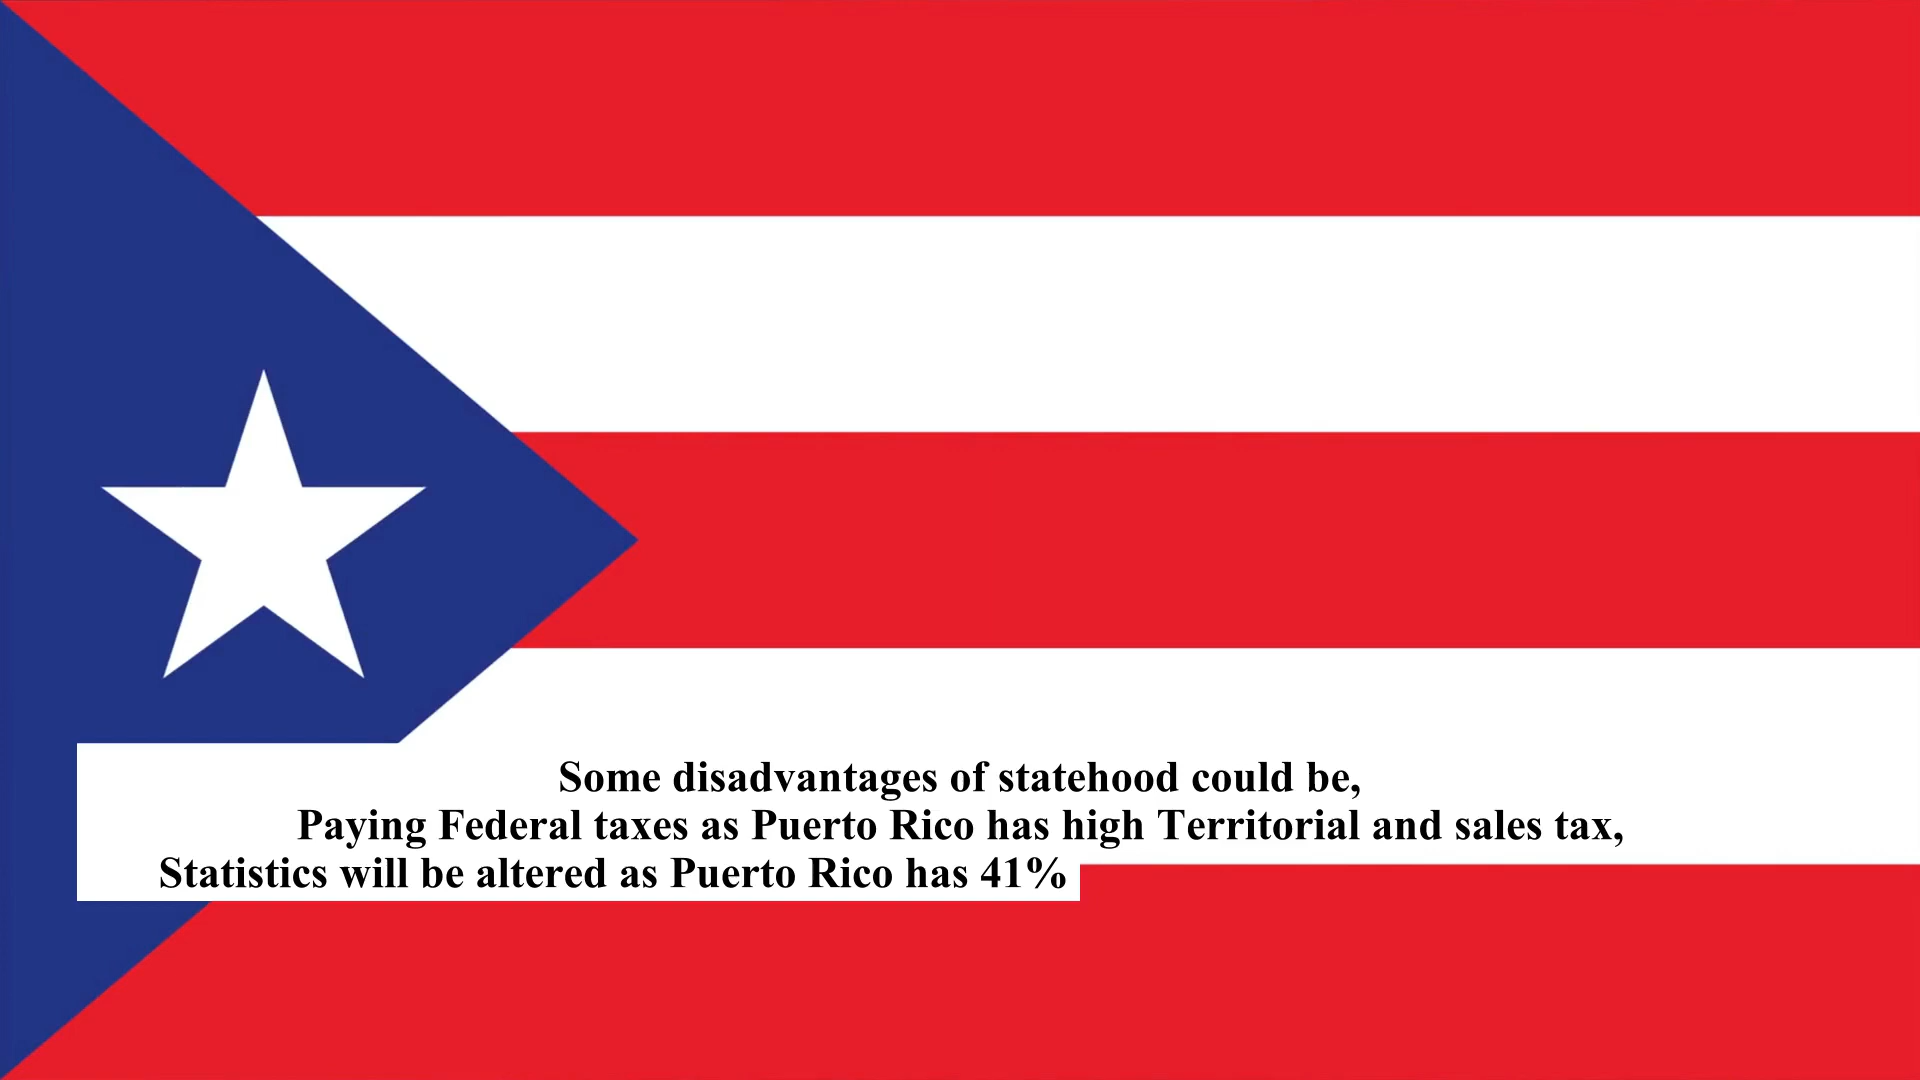 Some disadvantages of statehood could be,
Paying Federal taxes as Puerto Rico has high Territorial and sales tax,
Statistics will be altered as Puerto Rico has 41%